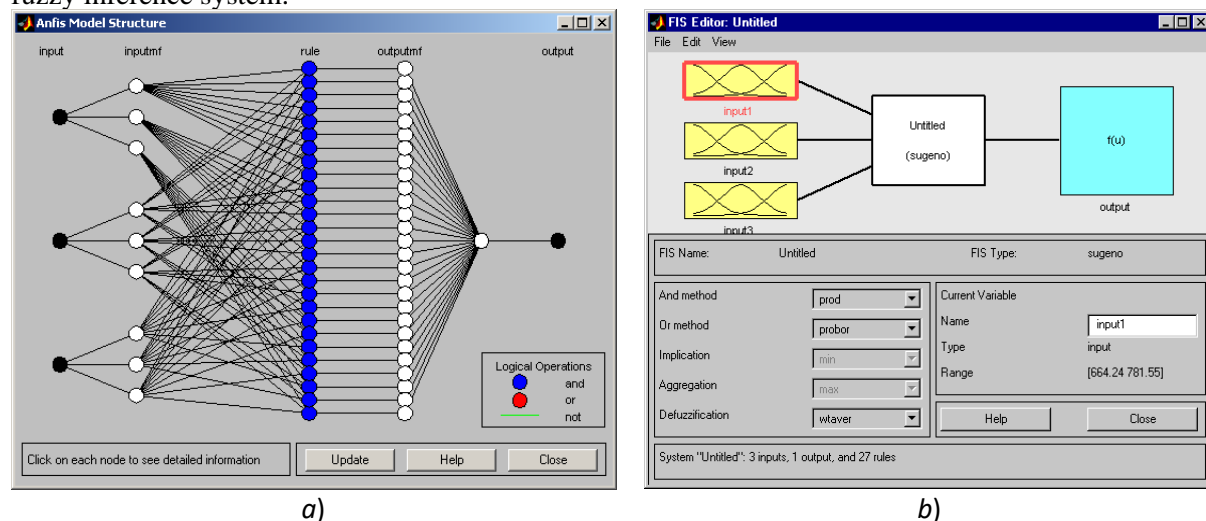 fuzzy inference system.
Anfis Model Structure
input inputmf rule outputmf output
Logical Operations
and
or
not
Click on each node to see detailed information
Update Help Close
a)
FIS Editor: Untitled
File Edit View
input1
input2
input3
Untitled
(sugeno)
f(u)
output
FIS Name: Untitled FIS Type: sugeno
And method prod
Or method probor
Implication min
Aggregation max
Defuzzification wtaver
Current Variable
Name input1
Type input
Range [664.24 781.55]
Help Close
System "Untitled": 3 inputs, 1 output, and 27 rules
b)